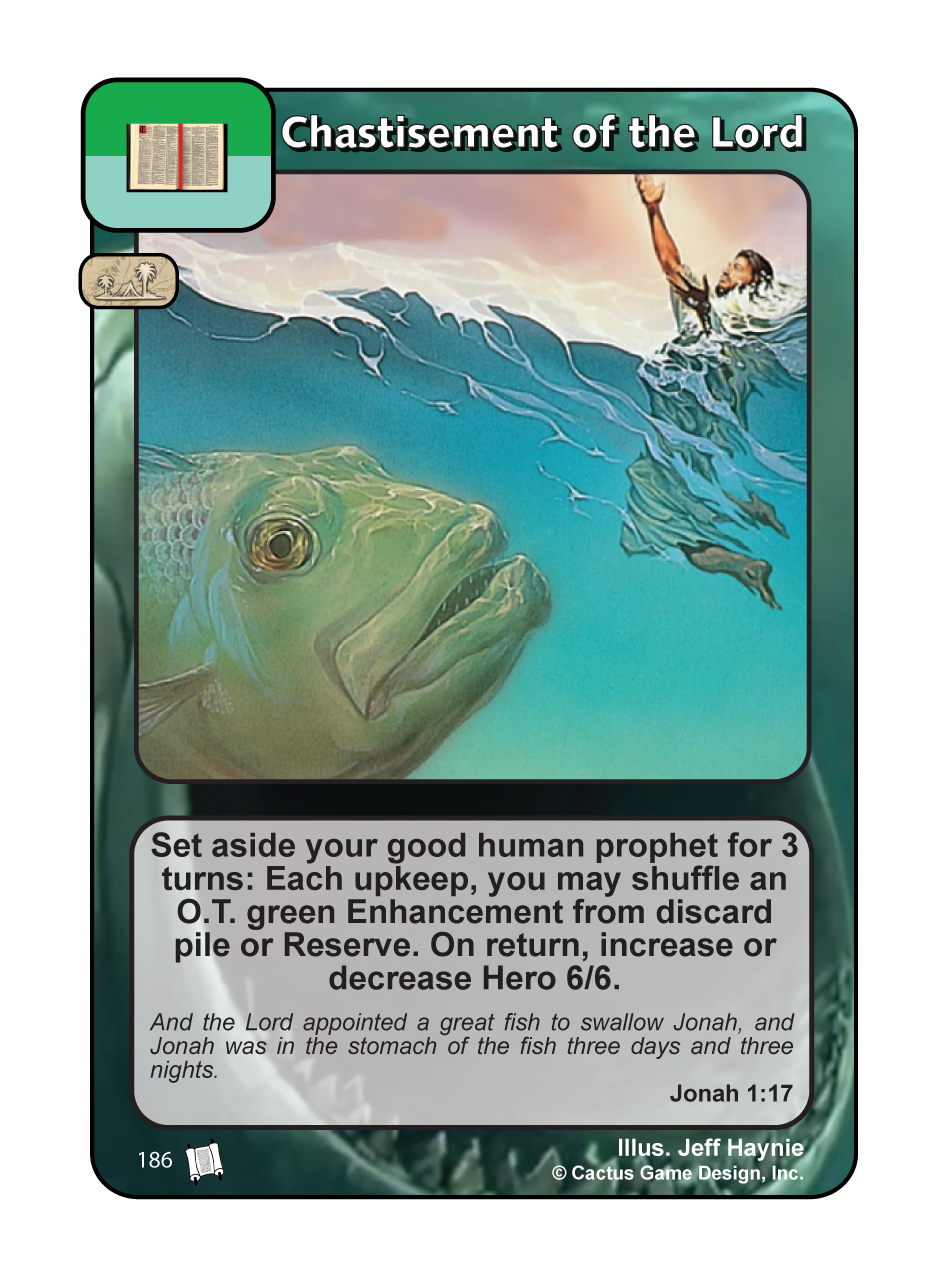 Chastisement of the Lord
Set aside your good human prophet for 3
turns: Each upkeep, you may shuffle an
O.T. green Enhancement from discard
pile or Reserve. On return, increase or
decrease Hero 6/6.
And the Lord appointed a great fish to swallow Jonah, and
Jonah was in the stomach of the fish three days and three
nights.
Jonah 1:17
186
Illus. Jeff Haynie
© Cactus Game Design, Inc.